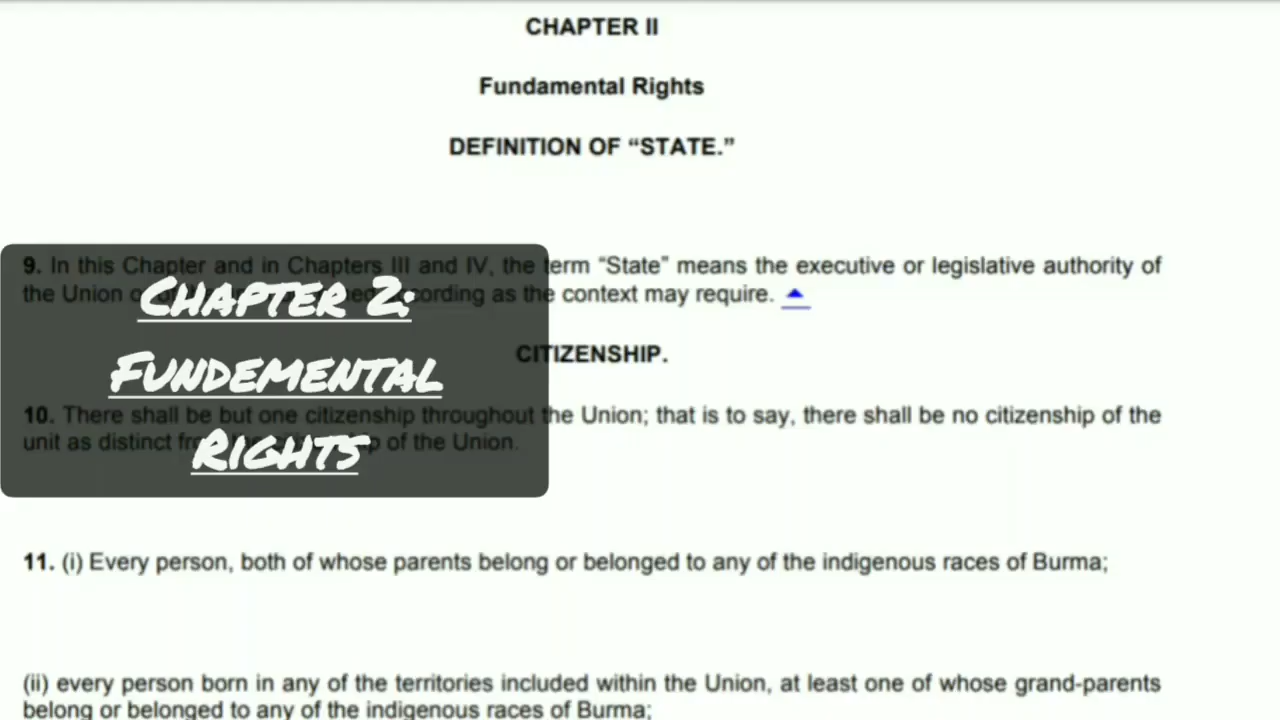 CHAPTER II
Fundamental Rights
DEFINITION OF “STATE.”
9. In this Chapter and in Chapters III and IV, the term “State” means the executive or legislative authority of
the Union according as the context may require.
CITIZENSHIP.
10. There shall be but one citizenship throughout the Union; that is to say, there shall be no citizenship of the
unit as distinct of the Union.
Chapter 2:
Fundemental
Rights
11. (i) Every person, both of whose parents belong or belonged to any of the indigenous races of Burma;
(ii) every person born in any of the territories included within the Union, at least one of whose grand-parents
belong or belonged to any of the indigenous races of Burma;